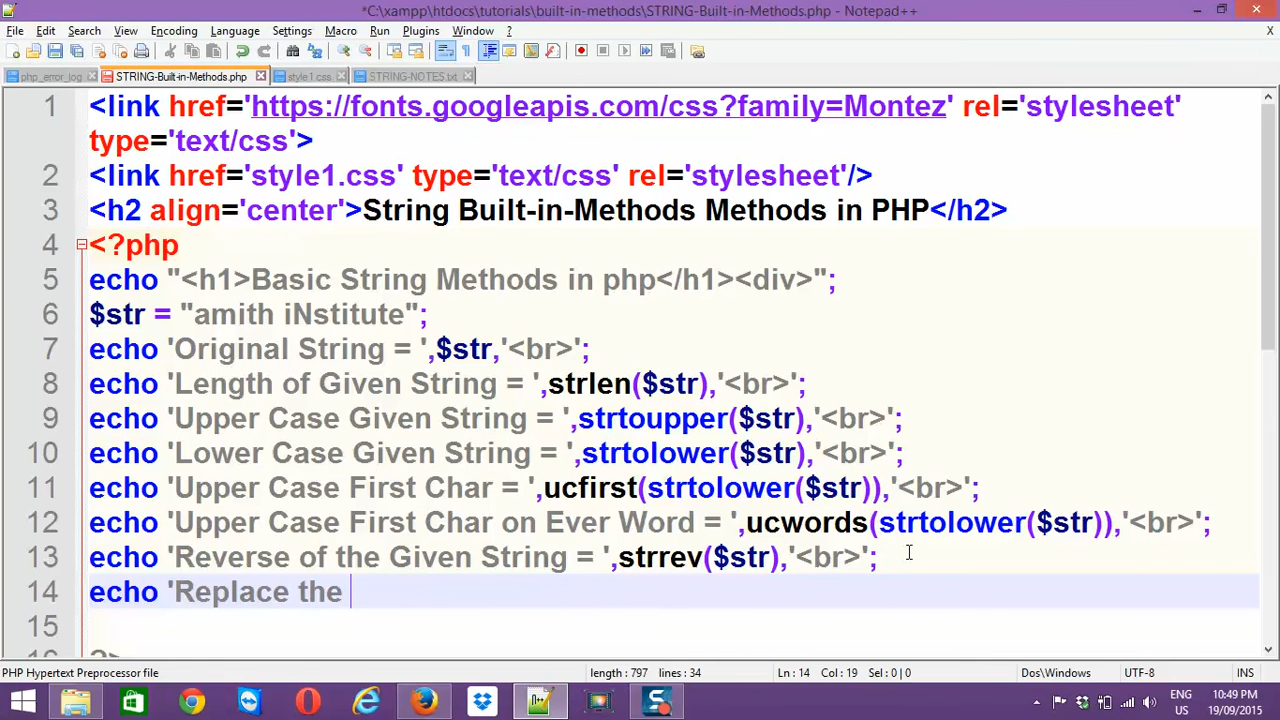 *C:\xampp\htdocs\tutorials\built-in-methods\STRING-Built-in-Methods.php - Notepad++
File Edit Search View Encoding Language Settings Macro Run Plugins Window ? X
php_error_log STRING-Built-in-Methods.php style1.css STRING-NOTES.txt
1 <link href='https://fonts.googleapis.com/css?family=Montez' rel='stylesheet'
type='text/css'>
2 <link href='style1.css' type='text/css' rel='stylesheet'/>
3 <h2 align='center'>String Built-in-Methods Methods in PHP</h2>
4 <?php
5 echo "<h1>Basic String Methods in php</h1><div>";
6 $str = "amith iNstitute";
7 echo 'Original String = ',$str,'<br>';
8 echo 'Length of Given String = ',strlen($str),'<br>';
9 echo 'Upper Case Given String = ',strtoupper($str),'<br>';
10 echo 'Lower Case Given String = ',strtolower($str),'<br>';
11 echo 'Upper Case First Char = ',ucfirst(strtolower($str)),'<br>';
12 echo 'Upper Case First Char on Ever Word = ',ucwords(strtolower($str)),'<br>';
13 echo 'Reverse of the Given String = ',strrev($str),'<br>';
14 echo 'Replace the
15
16 ?>
PHP Hypertext Preprocessor file length : 797 lines : 34 Ln : 14 Col : 19 Sel : 0 | 0 Dos\Windows UTF-8 INS
ENG 10:49 PM
US 19/09/2015